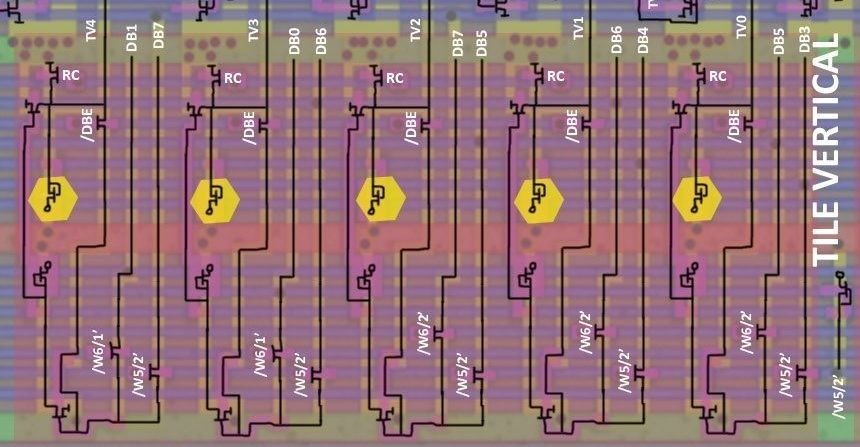 TV4
DB1
DB7
TV3
DB0
DB6
TV2
DB7
DB5
TV1
DB6
DB4
TV0
DB5
DB3
TILE VERTICAL
RC
RC
RC
RC
RC
/DBE
/DBE
/DBE
/DBE
/DBE
/W6/1'
/W5/2'
/W6/1'
/W5/2'
/W6/2'
/W5/2'
/W6/2'
/W5/2'
/W6/2'
/W5/2'
/W5/2'